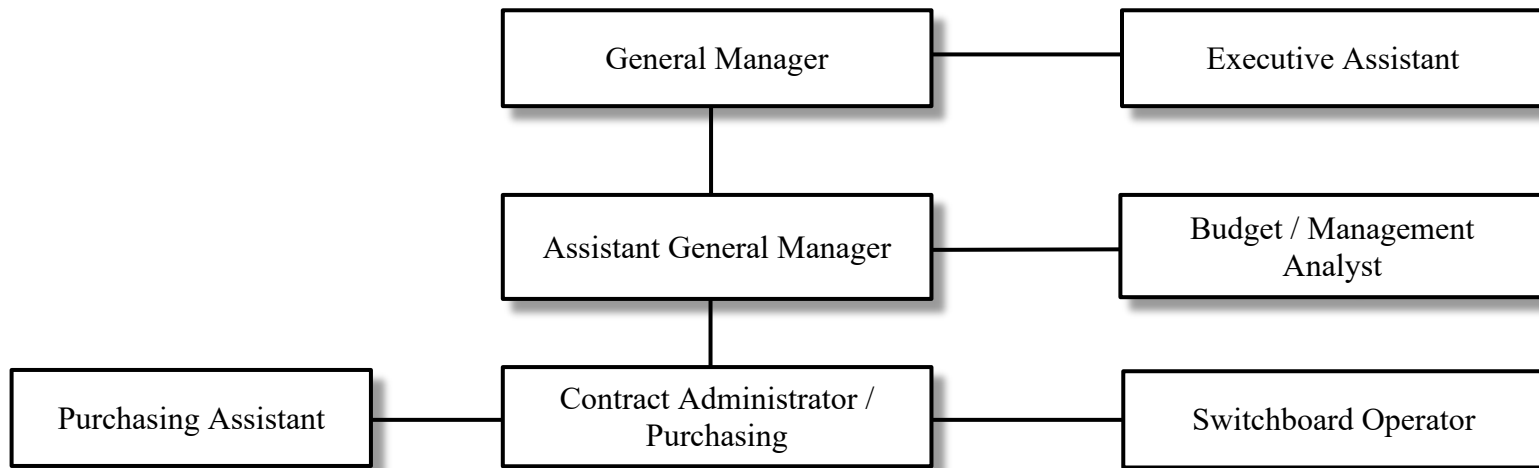 General Manager
Executive Assistant
Assistant General Manager
Budget / Management
Analyst
Purchasing Assistant
Contract Administrator /
Purchasing
Switchboard Operator